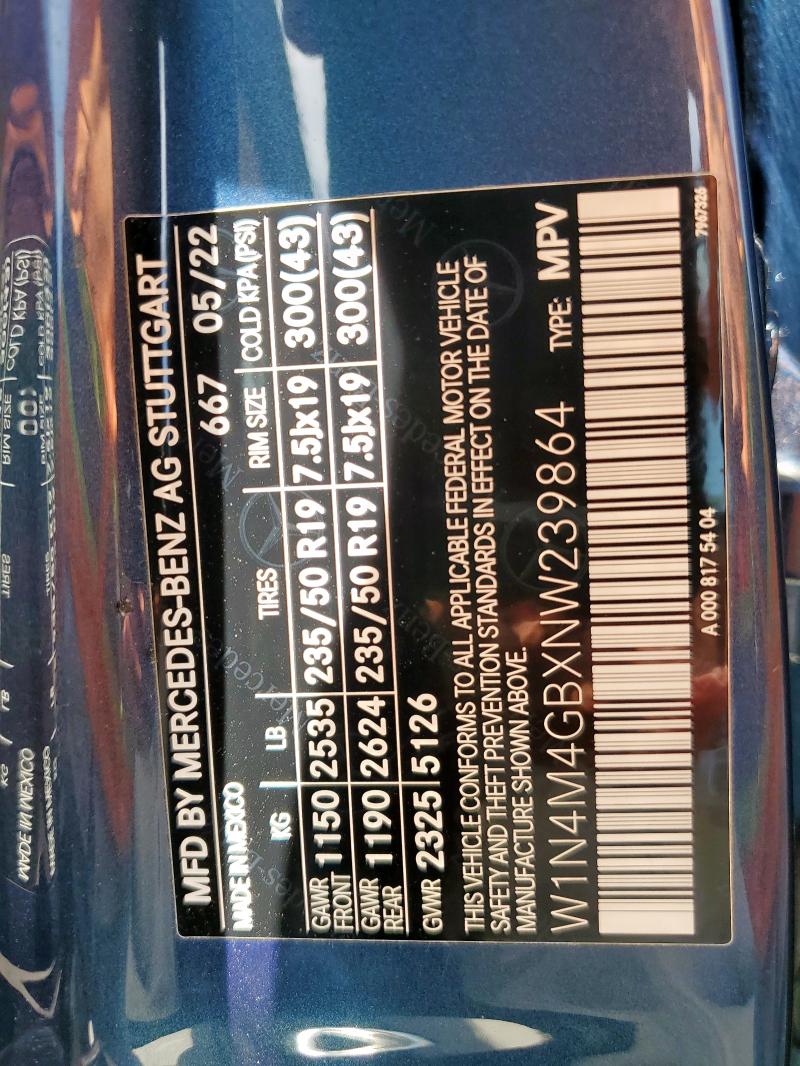 MFD BY MERCEDES-BENZ AG STUTTGART
MADE IN MEXICO 667 05/22
KG LB TIRES RIM SIZE COLD KPA(PSI)
GAWR FRONT 1150 2535 235/50 R19 7.5Jx19 300(43)
GAWR REAR 1190 2624 235/50 R19 7.5Jx19 300(43)
GVWR 2325 5126
THIS VEHICLE CONFORMS TO ALL APPLICABLE FEDERAL MOTOR VEHICLE
SAFETY AND THEFT PREVENTION STANDARDS IN EFFECT ON THE DATE OF
MANUFACTURE SHOWN ABOVE.
W1N4M4GBXNW239864 TYPE: MPV
A 000 817 54 04
7967326